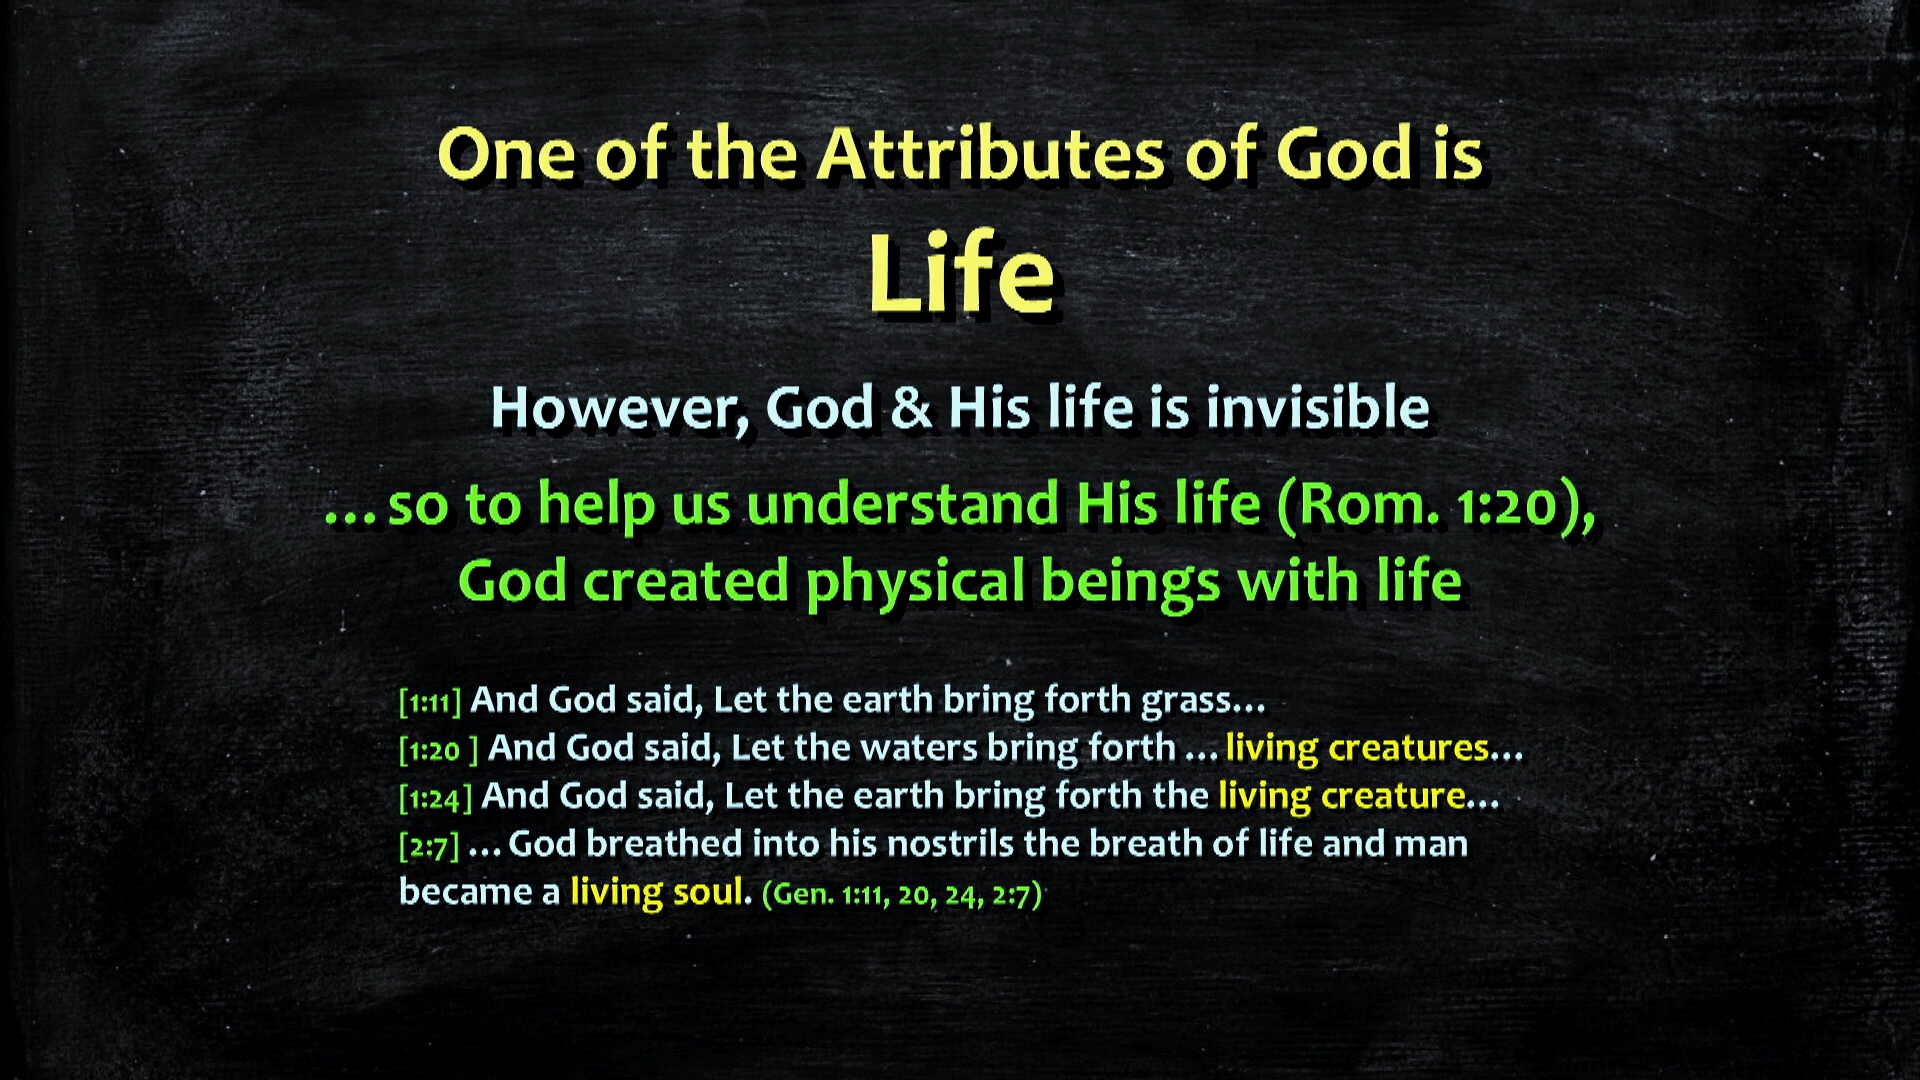 One of the Attributes of God is
Life
However, God & His life is invisible
…so to help us understand His life (Rom. 1:20),
God created physical beings with life
[1:11] And God said, Let the earth bring forth grass…
[1:20 ] And God said, Let the waters bring forth … living creatures…
[1:24] And God said, Let the earth bring forth the living creature…
[2:7] … God breathed into his nostrils the breath of life and man
became a living soul. (Gen. 1:11, 20, 24, 2:7)